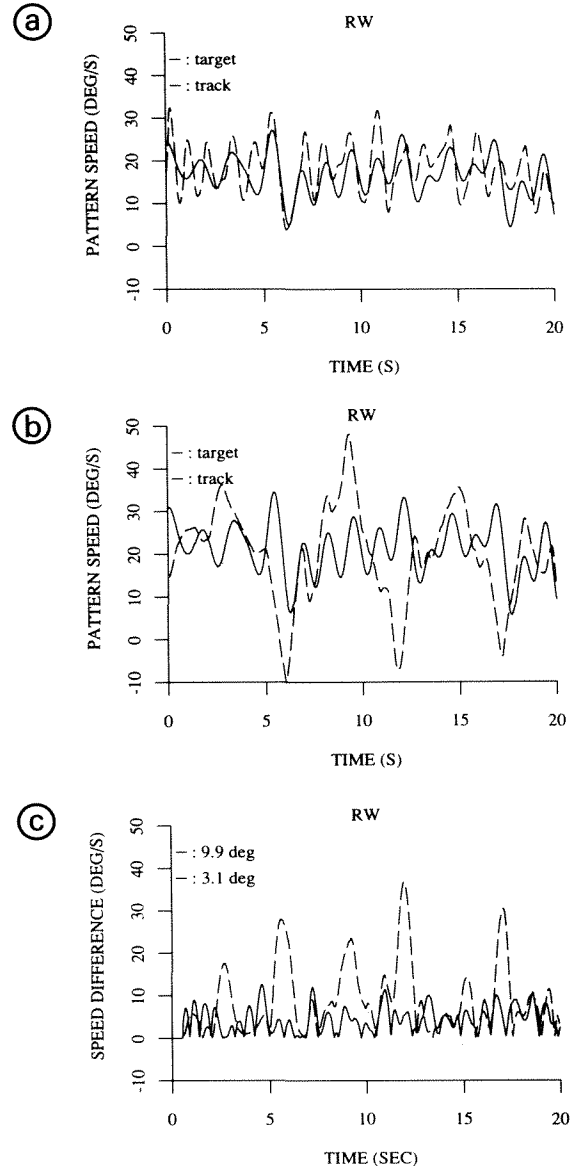 a
RW
PATTERN SPEED (DEG/S)
— : target
— : track
50
40
30
20
10
0
-10
0 5 10 15 20
TIME (S)
b
RW
PATTERN SPEED (DEG/S)
— : target
— : track
50
40
30
20
10
0
-10
0 5 10 15 20
TIME (S)
c
RW
SPEED DIFFERENCE (DEG/S)
— : 9.9 deg
— : 3.1 deg
50
40
30
20
10
0
-10
0 5 10 15 20
TIME (SEC)